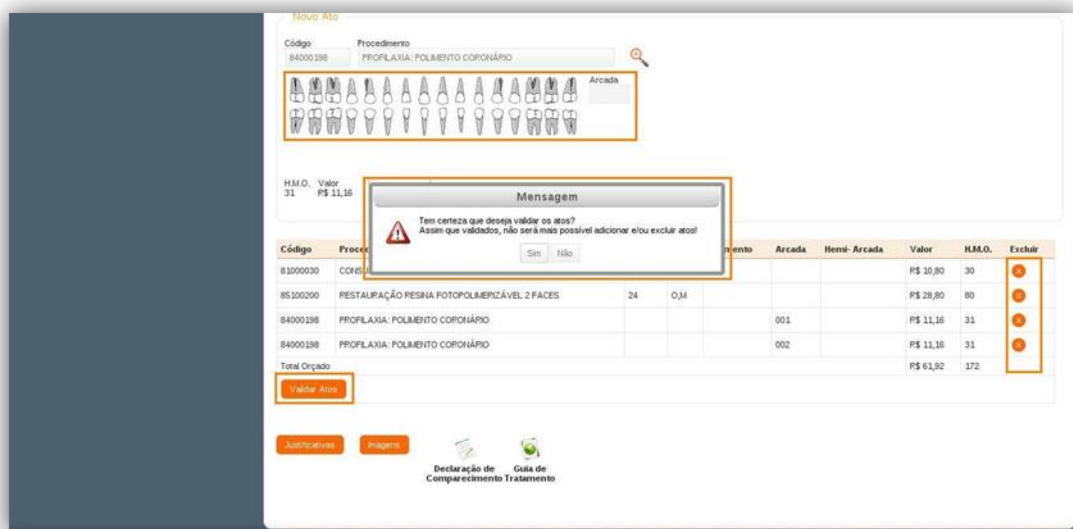 Novo Ato
Código Procedimento
84000198 PROFILAXIA: POLIMENTO CORONÁRIO
Arcada
H.M.O. Valor
31 R$ 11,16
Mensagem
Tem certeza que deseja validar os atos?
Assim que validados, não será mais possível adicionar e/ou excluir atos!
Sim Não
Código Proce mento Arcada Hemi- Arcada Valor H.M.O. Excluir
81000030 CONSU R$ 10,80 30
85100200 RESTAURAÇÃO RESINA FOTOPOLIMERIZÁVEL 2 FACES 24 O,M R$ 28,80 80
84000198 PROFILAXIA: POLIMENTO CORONÁRIO 001 R$ 11,16 31
84000198 PROFILAXIA: POLIMENTO CORONÁRIO 002 R$ 11,16 31
Total Orçado R$ 61,92 172
Validar Atos
Justificativas Imagens
Declaração de Guia de
Comparecimento Tratamento